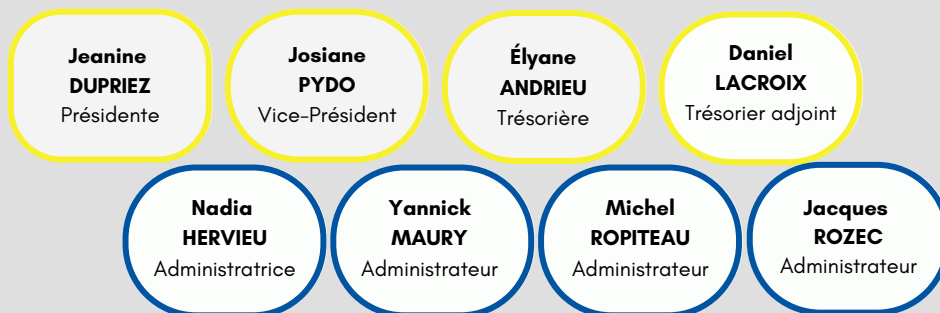 Jeanine
DUPRIEZ
Présidente
Josiane
PYDO
Vice-Président
Élyane
ANDRIEU
Trésorière
Daniel
LACROIX
Trésorier adjoint
Nadia
HERVIEU
Administratrice
Yannick
MAURY
Administrateur
Michel
ROPITEAU
Administrateur
Jacques
ROZEC
Administrateur